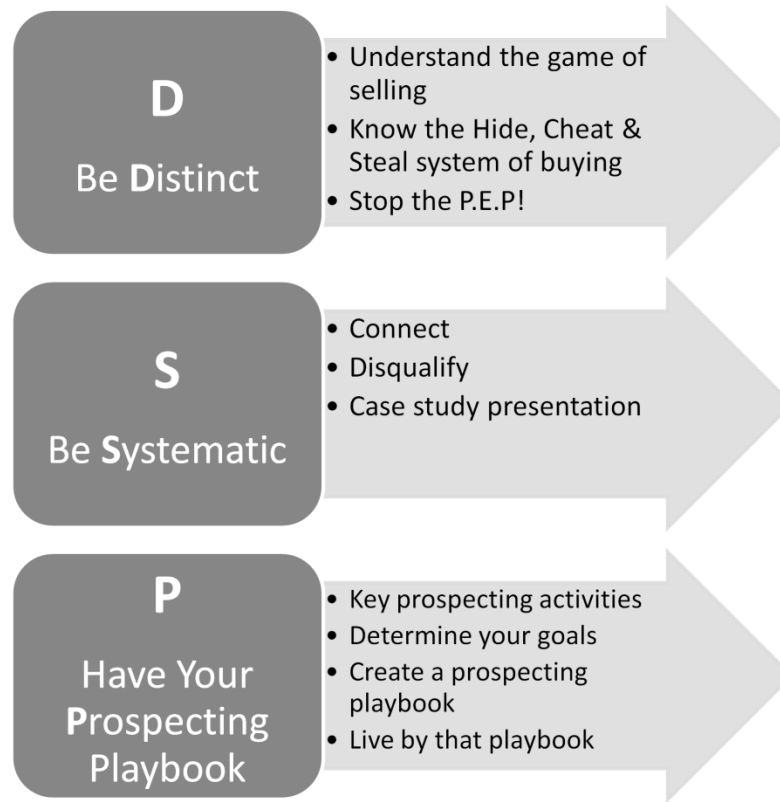 D
Be Distinct
• Understand the game of
selling
• Know the Hide, Cheat &
Steal system of buying
• Stop the P.E.P!
S
Be Systematic
• Connect
• Disqualify
• Case study presentation
P
Have Your
Prospecting
Playbook
• Key prospecting activities
• Determine your goals
• Create a prospecting
playbook
• Live by that playbook